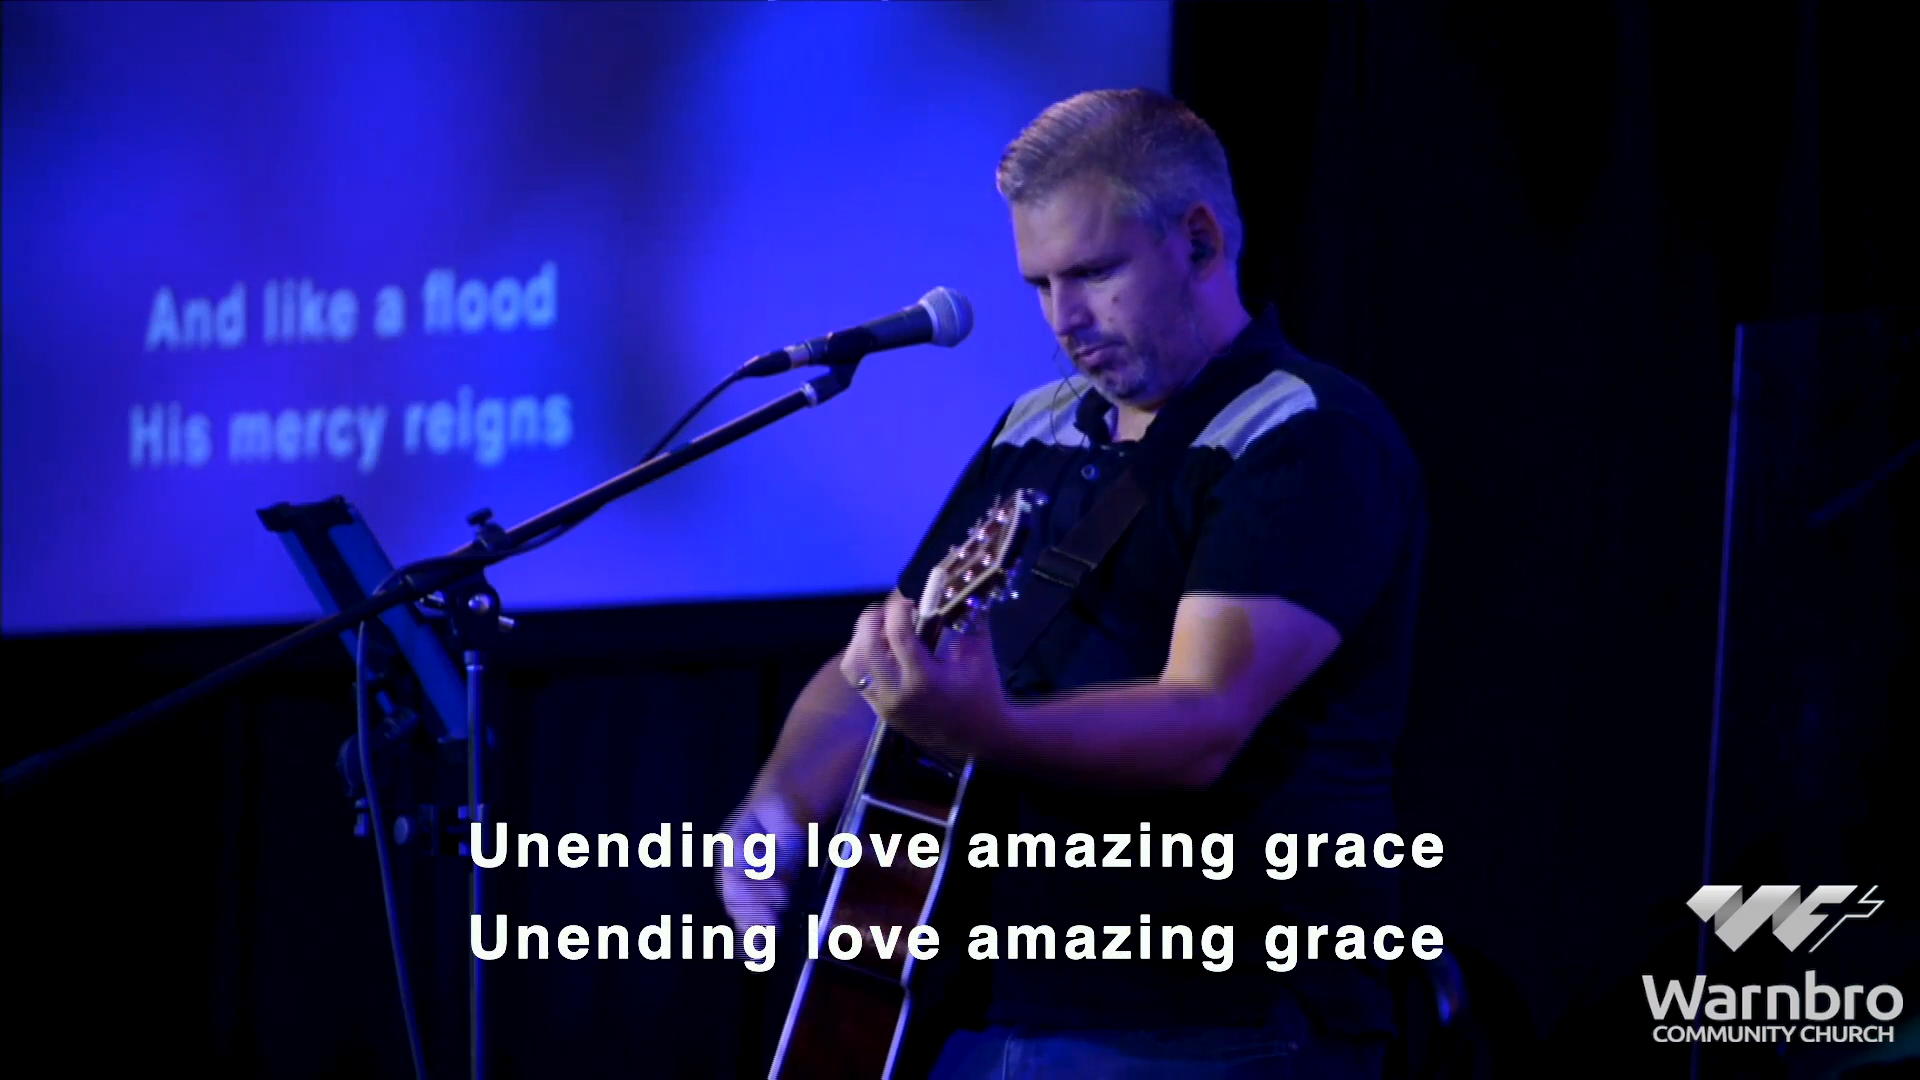 And like a flood
His mercy reigns
Unending love amazing grace
Unending love amazing grace
Warnbro
COMMUNITY CHURCH